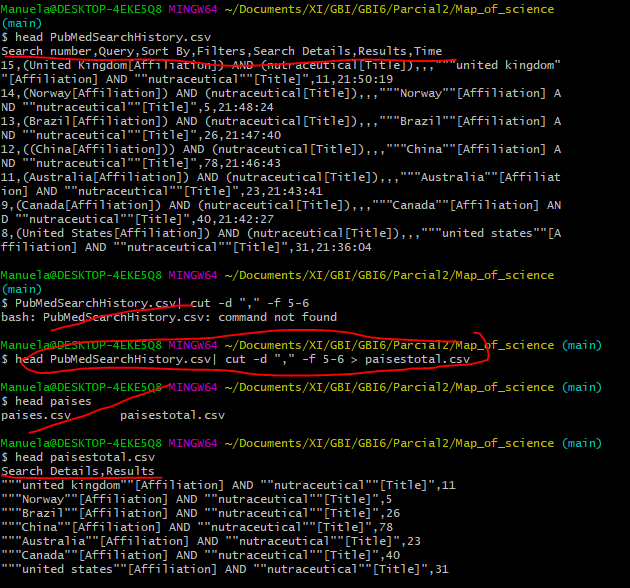 Manuela@DESKTOP-4EKE5Q8 MINGW64 ~/Documents/XI/GBI/GBI6/Parcial2/Map_of_science
(main)
$ head PubMedSearchHistory.csv
Search number,Query,Sort By,Filters,Search Details,Results,Time
15,(United Kingdom[Affiliation]) AND (nutraceutical[Title]),,,"""united kingdom"
"[Affiliation] AND ""nutraceutical""[Title]",11,21:50:19
14,(Norway[Affiliation]) AND (nutraceutical[Title]),,,"""Norway""[Affiliation] A
ND ""nutraceutical""[Title]",5,21:48:24
13,(Brazil[Affiliation]) AND (nutraceutical[Title]),,,"""Brazil""[Affiliation] A
ND ""nutraceutical""[Title]",26,21:47:40
12,((China[Affiliation])) AND (nutraceutical[Title]),,,"""China""[Affiliation] A
ND ""nutraceutical""[Title]",78,21:46:43
11,(Australia[Affiliation]) AND (nutraceutical[Title]),,,"""Australia""[Affiliat
ion] AND ""nutraceutical""[Title]",23,21:43:41
9,(Canada[Affiliation]) AND (nutraceutical[Title]),,,"""Canada""[Affiliation] AN
D ""nutraceutical""[Title]",40,21:42:27
8,(United States[Affiliation]) AND (nutraceutical[Title]),,,"""united states""[A
ffiliation] AND ""nutraceutical""[Title]",31,21:36:04
Manuela@DESKTOP-4EKE5Q8 MINGW64 ~/Documents/XI/GBI/GBI6/Parcial2/Map_of_science
(main)
$ PubMedSearchHistory.csv| cut -d "," -f 5-6
bash: PubMedSearchHistory.csv: command not found
Manuela@DESKTOP-4EKE5Q8 MINGW64 ~/Documents/XI/GBI/GBI6/Parcial2/Map_of_science (main)
$ head PubMedSearchHistory.csv| cut -d "," -f 5-6 > paisestotal.csv
Manuela@DESKTOP-4EKE5Q8 MINGW64 ~/Documents/XI/GBI/GBI6/Parcial2/Map_of_science (main)
$ head paises
paises.csv       paisestotal.csv
Manuela@DESKTOP-4EKE5Q8 MINGW64 ~/Documents/XI/GBI/GBI6/Parcial2/Map_of_science (main)
$ head paisestotal.csv
Search Details,Results
"""united kingdom""[Affiliation] AND ""nutraceutical""[Title]",11
"""Norway""[Affiliation] AND ""nutraceutical""[Title]",5
"""Brazil""[Affiliation] AND ""nutraceutical""[Title]",26
"""China""[Affiliation] AND ""nutraceutical""[Title]",78
"""Australia""[Affiliation] AND ""nutraceutical""[Title]",23
"""Canada""[Affiliation] AND ""nutraceutical""[Title]",40
"""united states""[Affiliation] AND ""nutraceutical""[Title]",31